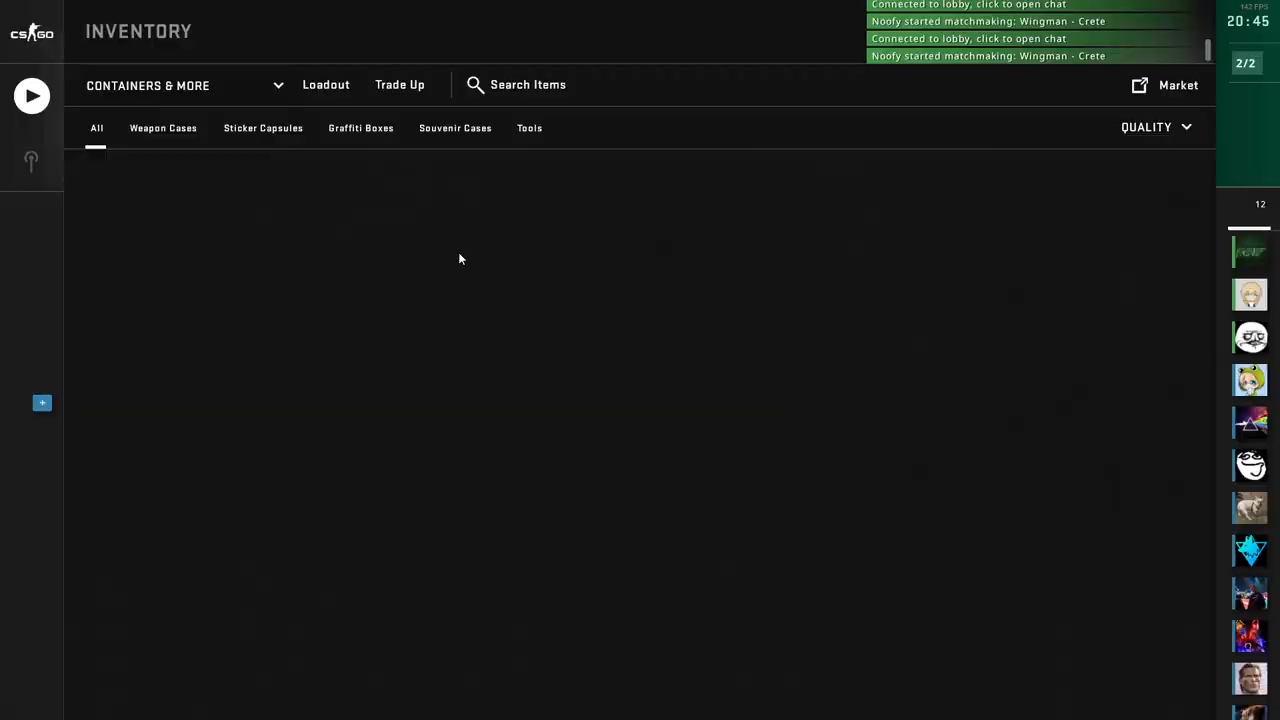 CS:GO
INVENTORY
Connected to lobby, click to open chat
Noofy started matchmaking: Wingman - Crete
Connected to lobby, click to open chat
Noofy started matchmaking: Wingman - Crete
142 FPS
20:45
2/2
CONTAINERS & MORE
Loadout
Trade Up
Search Items
Market
All
Weapon Cases
Sticker Capsules
Graffiti Boxes
Souvenir Cases
Tools
QUALITY
12
+